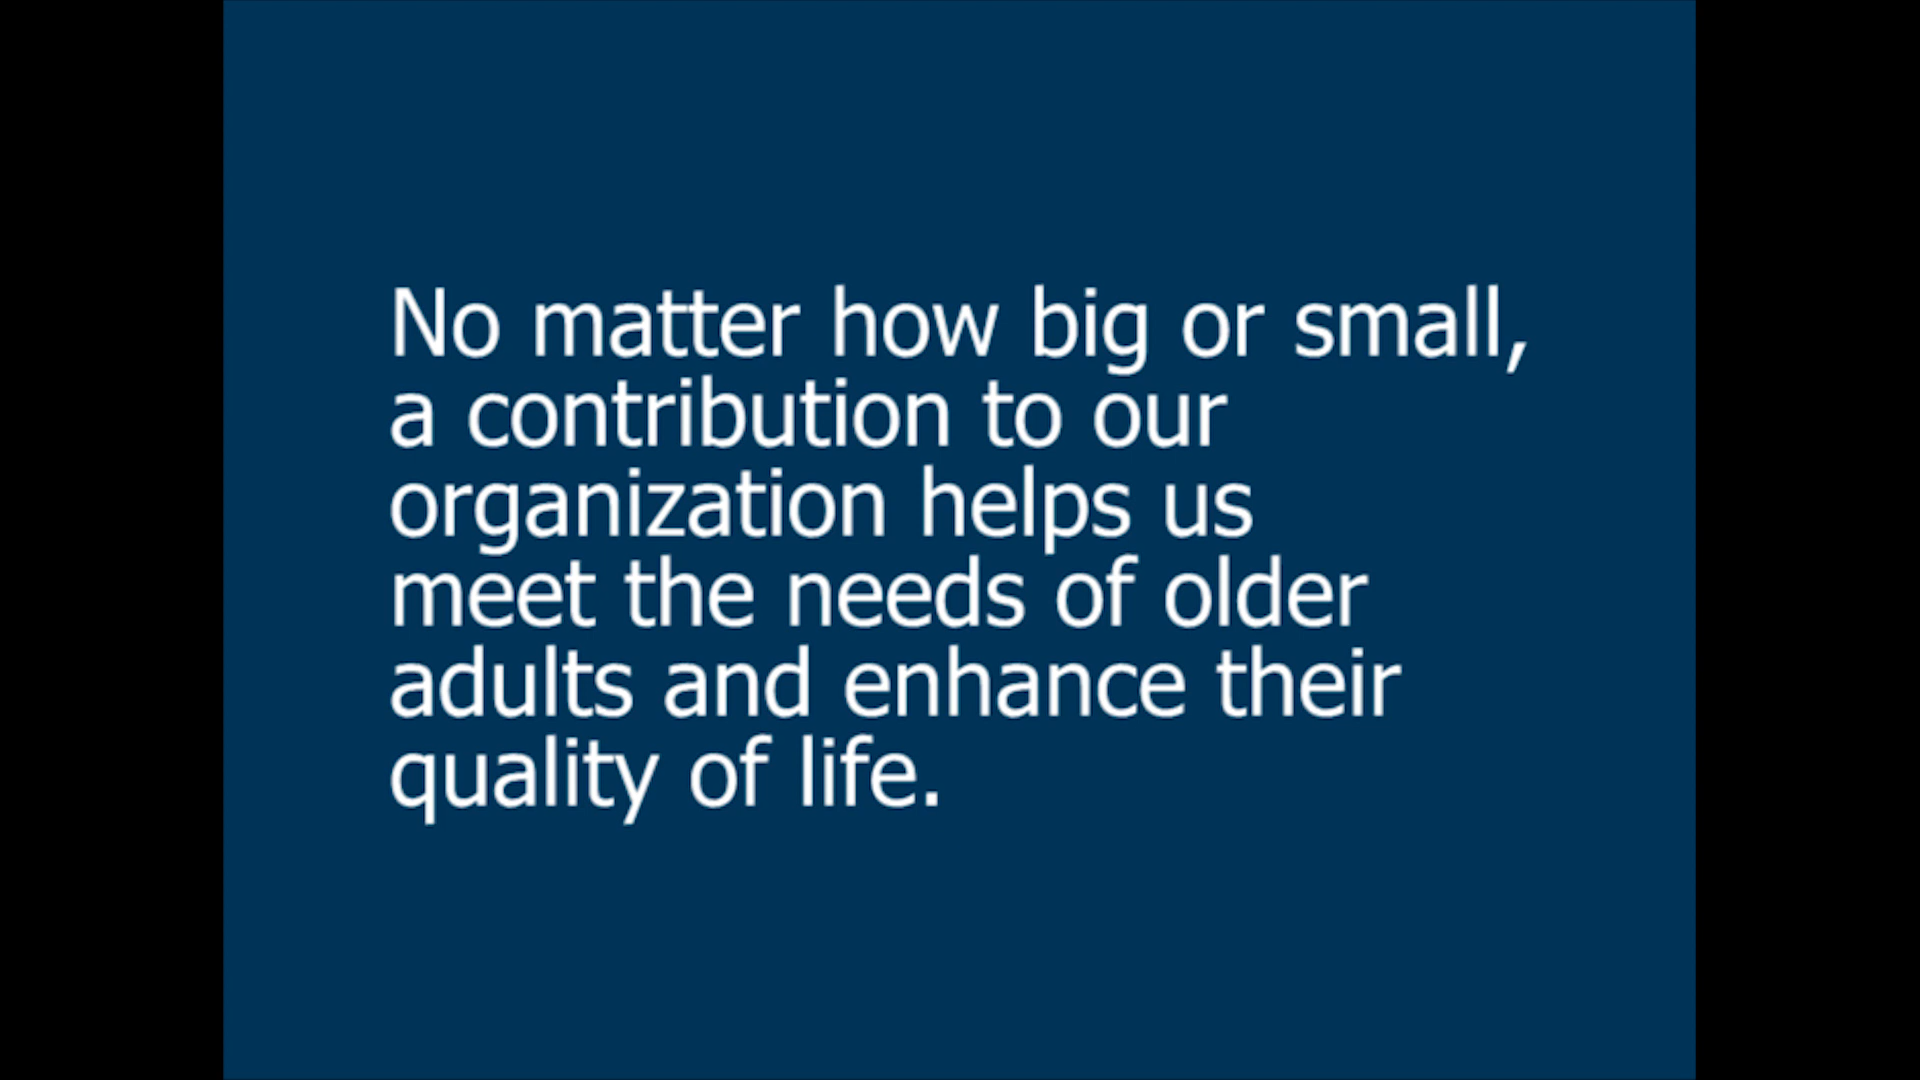 No matter how big or small,
a contribution to our
organization helps us
meet the needs of older
adults and enhance their
quality of life.